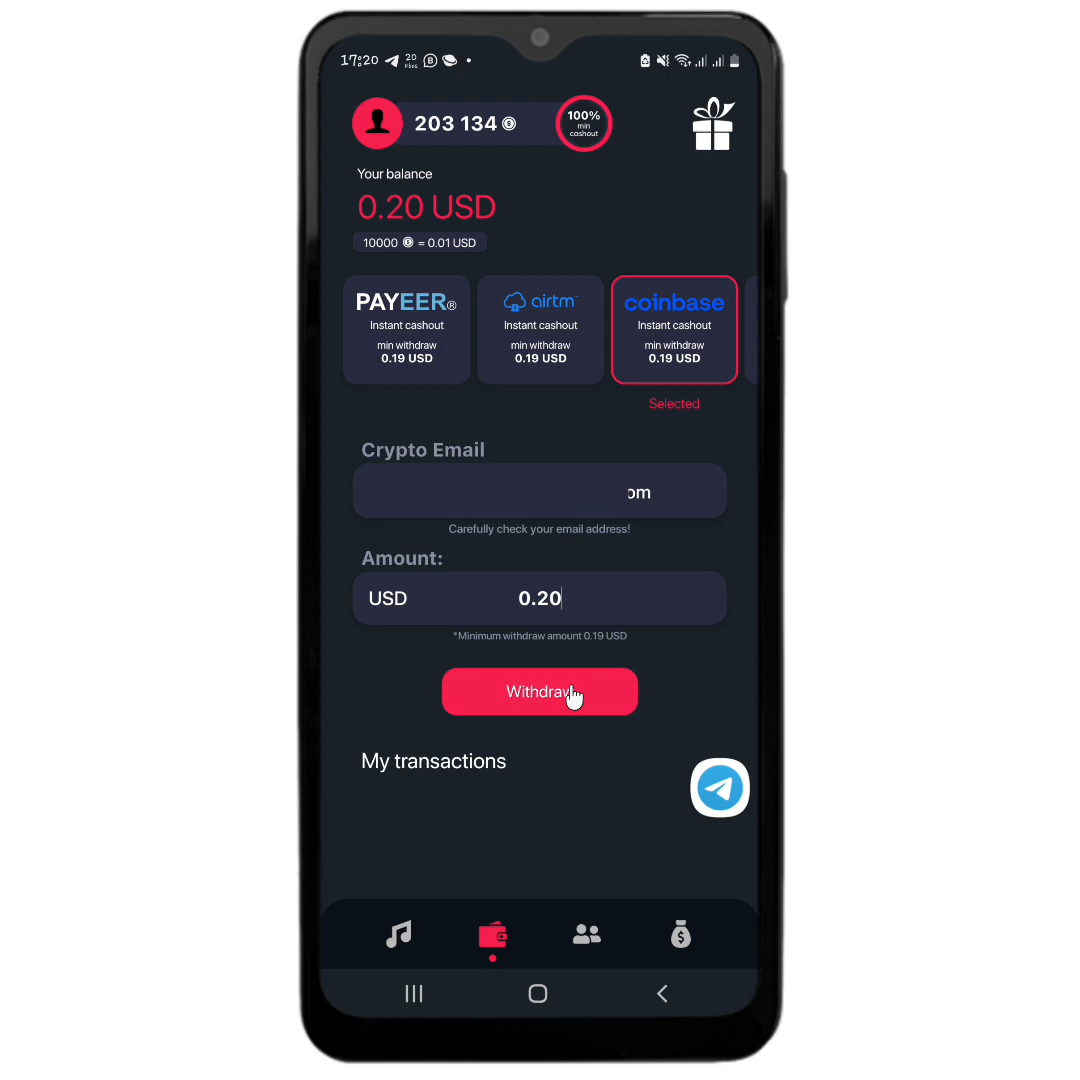 17:20
20
B
203 134
100%
min
cashout
Your balance
0.20 USD
10000 = 0.01 USD
PAYEER®
Instant cashout
min withdraw
0.19 USD
airtm
Instant cashout
min withdraw
0.19 USD
coinbase
Instant cashout
min withdraw
0.19 USD
Selected
Crypto Email
om
Carefully check your email address!
Amount:
USD 0.20
*Minimum withdraw amount 0.19 USD
Withdraw
My transactions